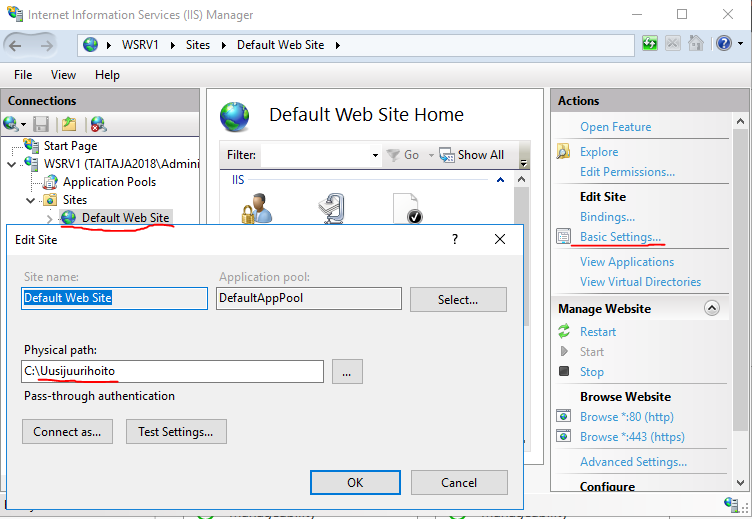 Internet Information Services (IIS) Manager
WSRV1 Sites Default Web Site
File View Help
Connections
Start Page
WSRV1 (TAITAJA2018\Admini
Application Pools
Sites
Default Web Site
Default Web Site Home
Filter: Go Show All
IIS
Actions
Open Feature
Explore
Edit Permissions...
Edit Site
Bindings...
Basic Settings...
View Applications
View Virtual Directories
Manage Website
Restart
Start
Stop
Browse Website
Browse *:80 (http)
Browse *:443 (https)
Advanced Settings...
Configure
Edit Site
Site name: Application pool:
Default Web Site DefaultAppPool Select...
Physical path:
C:\Uusijuurihoito ...
Pass-through authentication
Connect as... Test Settings...
OK Cancel